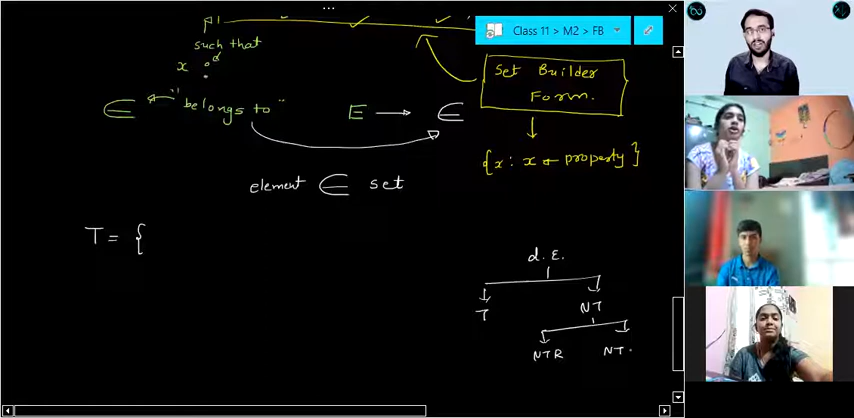 Class 11 > M2 > FB
such that
x
Set Builder
Form.
∈ ← "belongs to" E → ∈
{x : x ← property}
element ∈ set
T = {
d.E.
T NT
NTR NT.